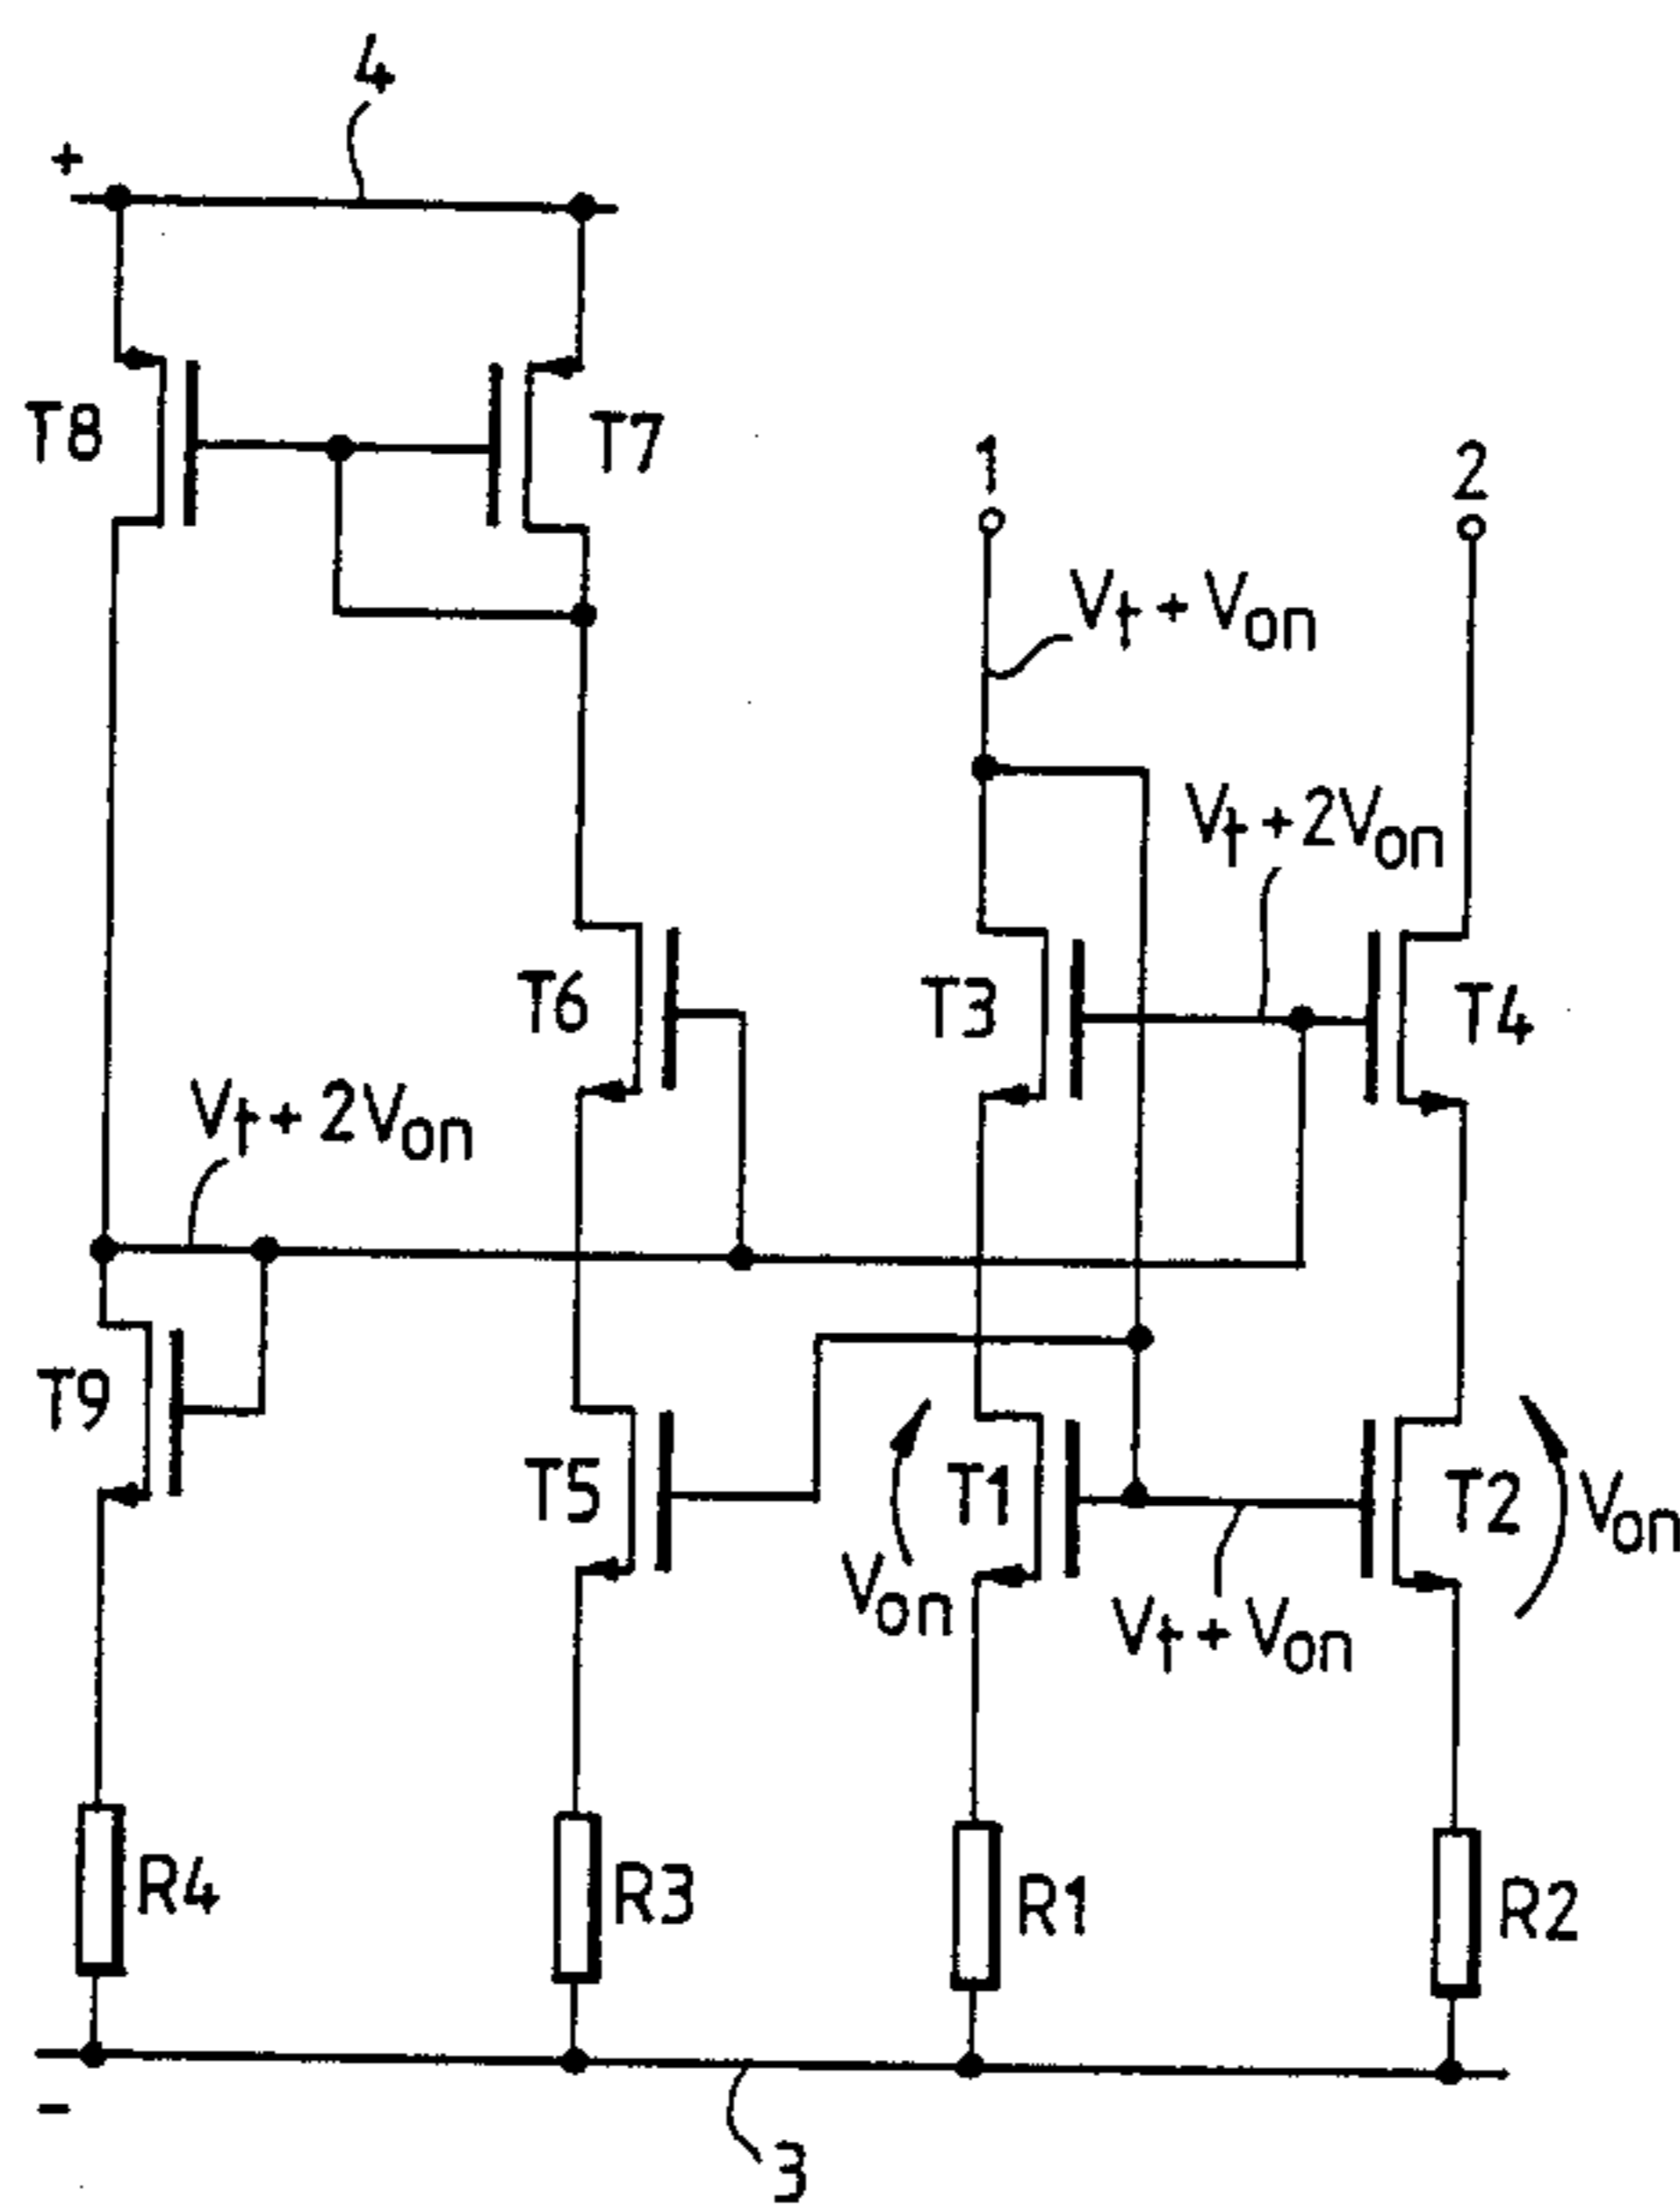 4
+
T8
T7
1
2
Vt + Von
Vt + 2Von
T6
T3
T4
Vt + 2Von
T9
T5
T1
T2
Von
Von
Vt + Von
R4
R3
R1
R2
-
3